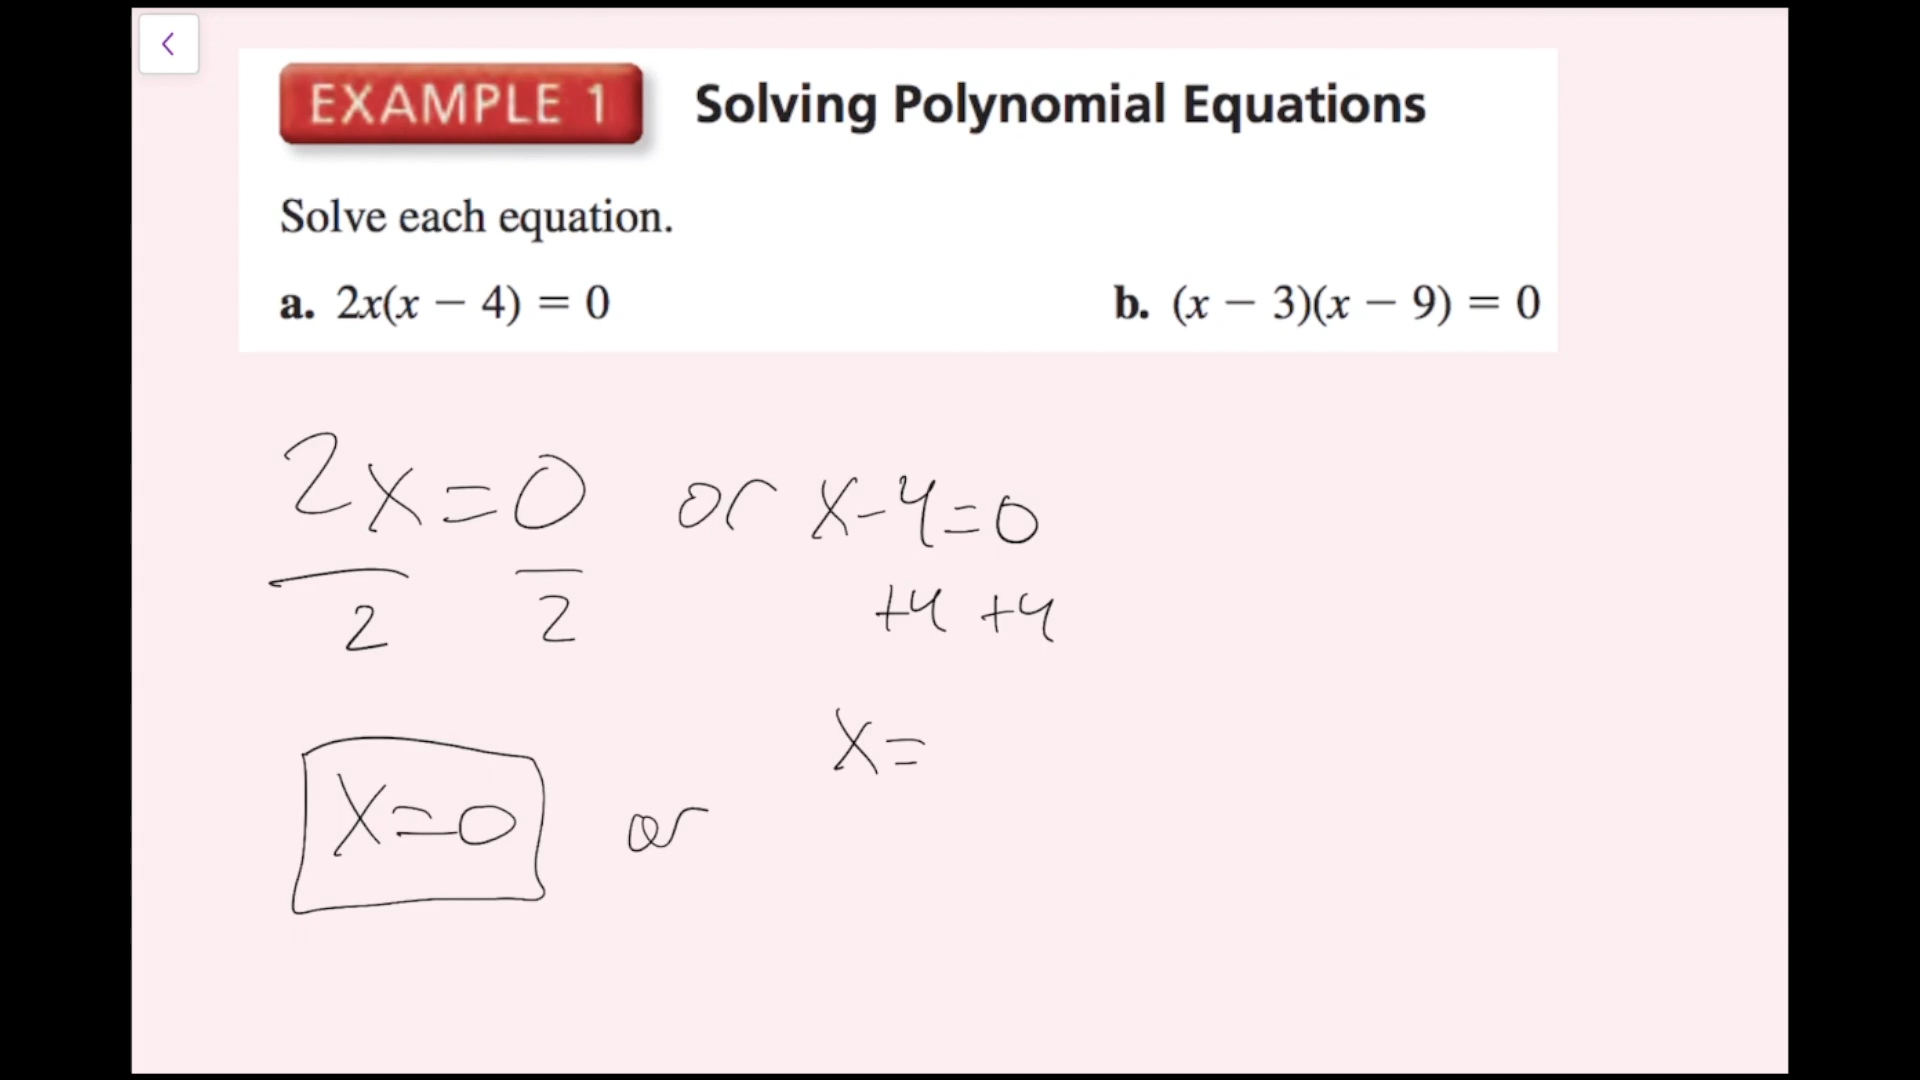 EXAMPLE 1 Solving Polynomial Equations
Solve each equation.
a. 2x(x − 4) = 0 b. (x − 3)(x − 9) = 0
2x=0 or x-4=0
2 2 +4 +4
x=
x=0 or